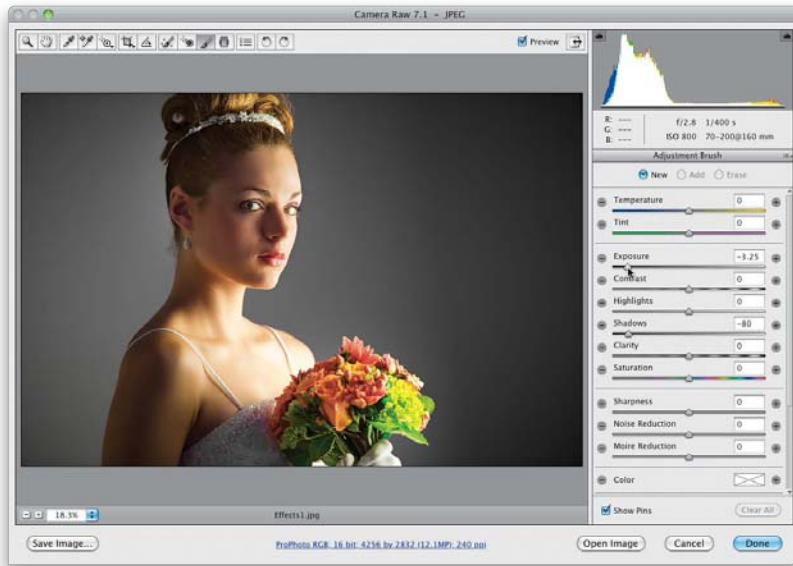 Camera Raw 7.1 - JPEG
Preview
R: ---
G: ---
B: ---
f/2.8 1/400 s
ISO 800 70-200@160 mm
Adjustment Brush
New Add Erase
Temperature 0
Tint 0
Exposure -3.25
Contrast 0
Highlights 0
Shadows -80
Clarity 0
Saturation 0
Sharpness 0
Noise Reduction 0
Moire Reduction 0
Color
Show Pins Clear All
18.3% Effects1.jpg
Save Image... ProPhoto RGB; 16 bit; 4256 by 2832 (12.1MP); 240 ppi Open Image Cancel Done